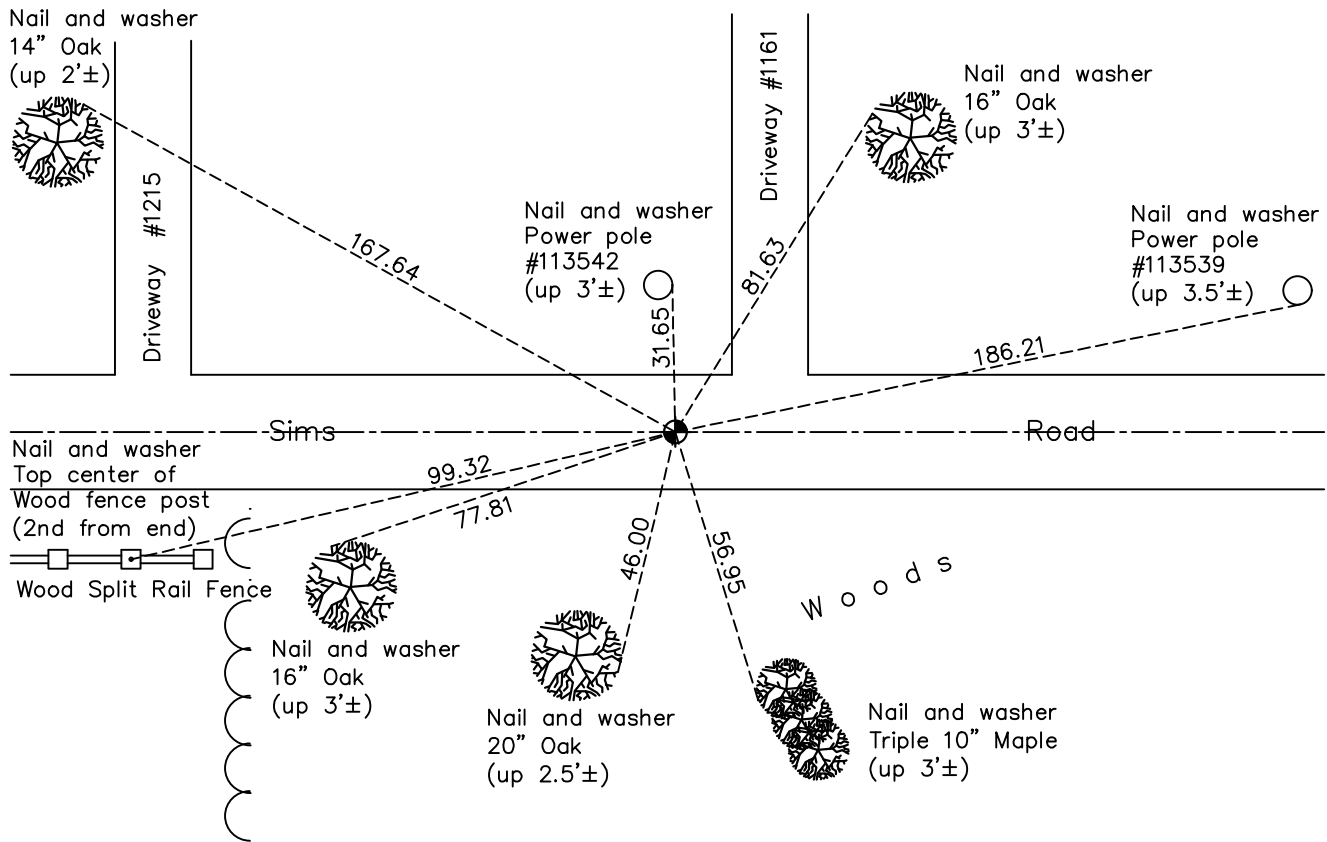 Nail and washer
14” Oak
(up 2’±)
Driveway #1215
167.64
Nail and washer
Power pole
#113542
(up 3’±)
31.65
Driveway #1161
81.63
Nail and washer
16” Oak
(up 3’±)
Nail and washer
Power pole
#113539
(up 3.5’±)
186.21
Sims Road
Nail and washer
Top center of
Wood fence post
(2nd from end)
Wood Split Rail Fence
99.32
77.81
Nail and washer
16” Oak
(up 3’±)
46.00
Nail and washer
20” Oak
(up 2.5’±)
56.95
Woods
Nail and washer
Triple 10” Maple
(up 3’±)